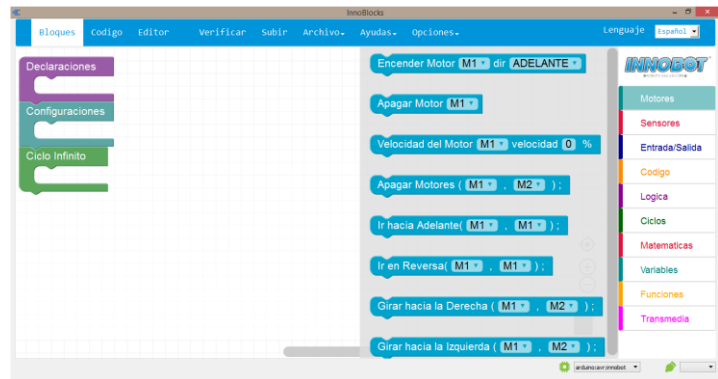 InnoBlocks
Bloques Codigo Editor Verificar Subir Archivo Ayudas Opciones Lenguaje Español
Declaraciones
Configuraciones
Ciclo Infinito
Encender Motor M1 dir ADELANTE
Apagar Motor M1
Velocidad del Motor M1 velocidad 0 %
Apagar Motores ( M1 , M2 ) ;
Ir hacia Adelante( M1 , M1 ) ;
Ir en Reversa( M1 , M1 ) ;
Girar hacia la Derecha ( M1 , M2 ) ;
Girar hacia la Izquierda ( M1 , M2 ) ;
INNOBOT
Motores
Sensores
Entrada/Salida
Codigo
Logica
Ciclos
Matematicas
Variables
Funciones
Transmedia
arduino:avr:innobot